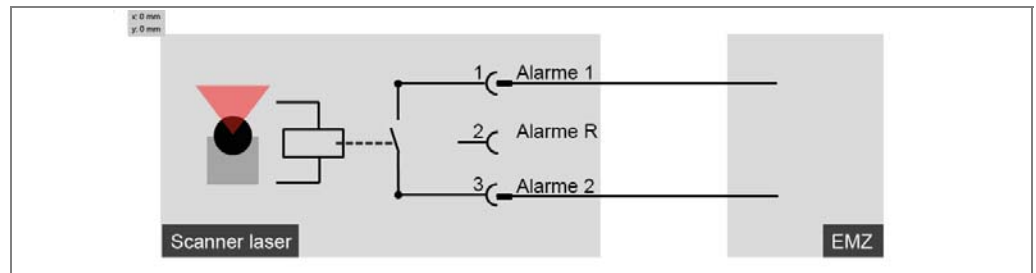 x: 0 mm
y: 0 mm
1 Alarme 1
2 Alarme R
3 Alarme 2
Scanner laser
EMZ